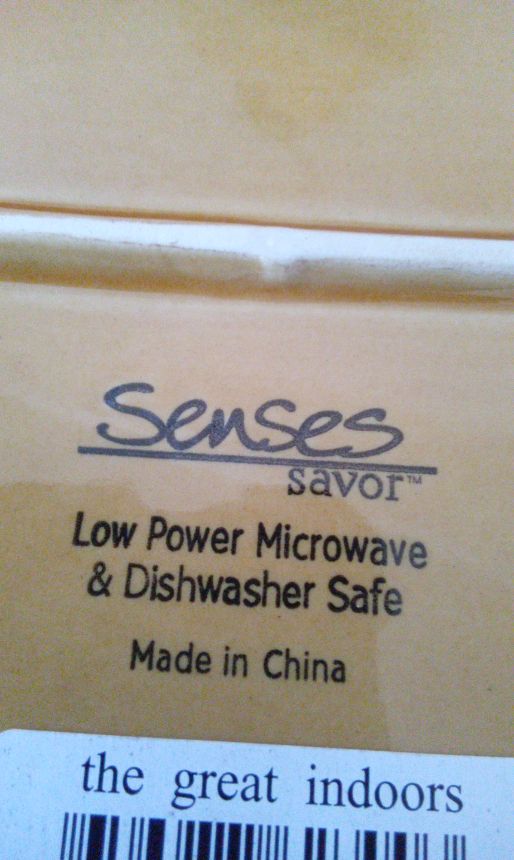 Senses
savor™
Low Power Microwave
& Dishwasher Safe
Made in China
the great indoors